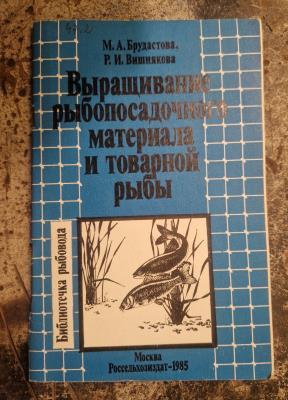 М. А. Брудастова,
Р. И. Вишнякова
Выращивание
рыбопосадочного
материала
и товарной
рыбы
Библиотечка рыбовода
Москва
Россельхозиздат-1985